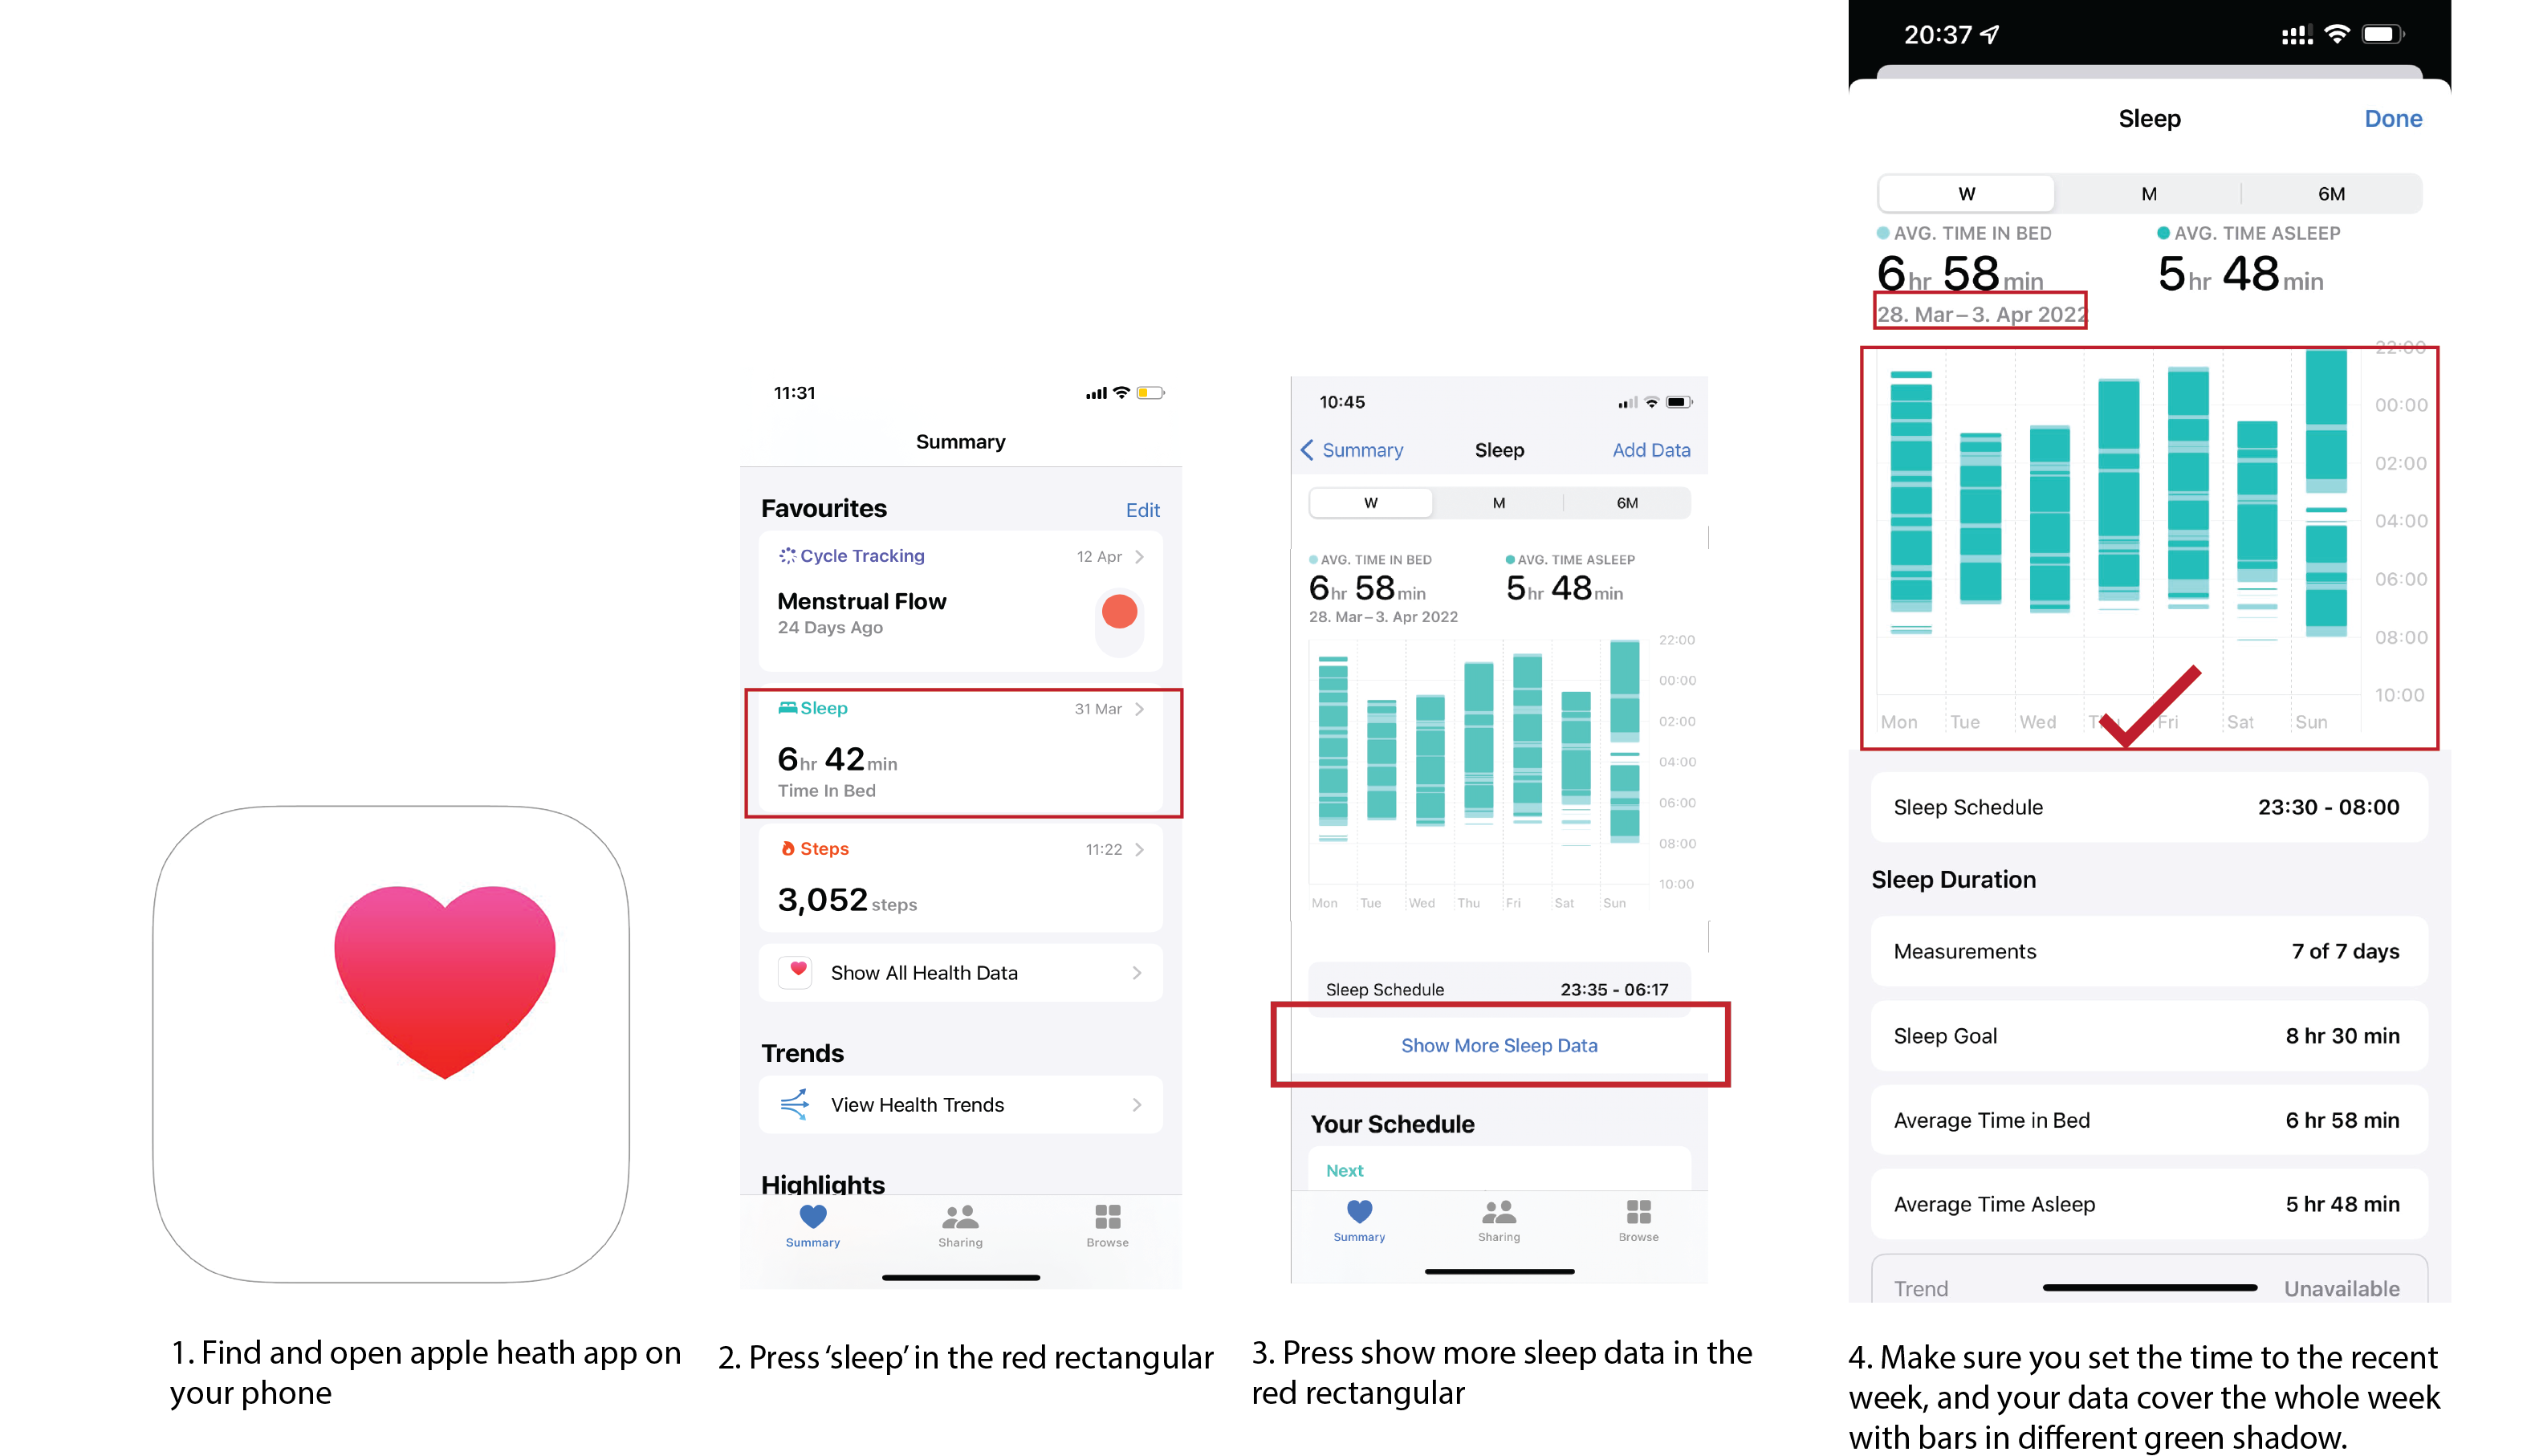 11:31
Summary
Favourites Edit
Cycle Tracking 12 Apr
Menstrual Flow
24 Days Ago
Sleep 31 Mar
6 hr 42 min
Time In Bed
Steps 11:22
3,052 steps
Show All Health Data
Trends
View Health Trends
Highlights
Summary Sharing Browse
10:45
Summary Sleep Add Data
W M 6M
AVG. TIME IN BED AVG. TIME ASLEEP
6 hr 58 min 5 hr 48 min
28. Mar – 3. Apr 2022
22:00
00:00
02:00
04:00
06:00
08:00
10:00
Mon Tue Wed Thu Fri Sat Sun
Sleep Schedule 23:35 - 06:17
Show More Sleep Data
Your Schedule
Next
Summary Sharing Browse
20:37
Sleep Done
W M 6M
AVG. TIME IN BED AVG. TIME ASLEEP
6 hr 58 min 5 hr 48 min
28. Mar – 3. Apr 2022
22:00
00:00
02:00
04:00
06:00
08:00
10:00
Mon Tue Wed Fri Sat Sun
Sleep Schedule 23:30 - 08:00
Sleep Duration
Measurements 7 of 7 days
Sleep Goal 8 hr 30 min
Average Time in Bed 6 hr 58 min
Average Time Asleep 5 hr 48 min
Trend Unavailable
1. Find and open apple heath app on
your phone
2. Press ‘sleep’ in the red rectangular
3. Press show more sleep data in the
red rectangular
4. Make sure you set the time to the recent
week, and your data cover the whole week
with bars in different green shadow.